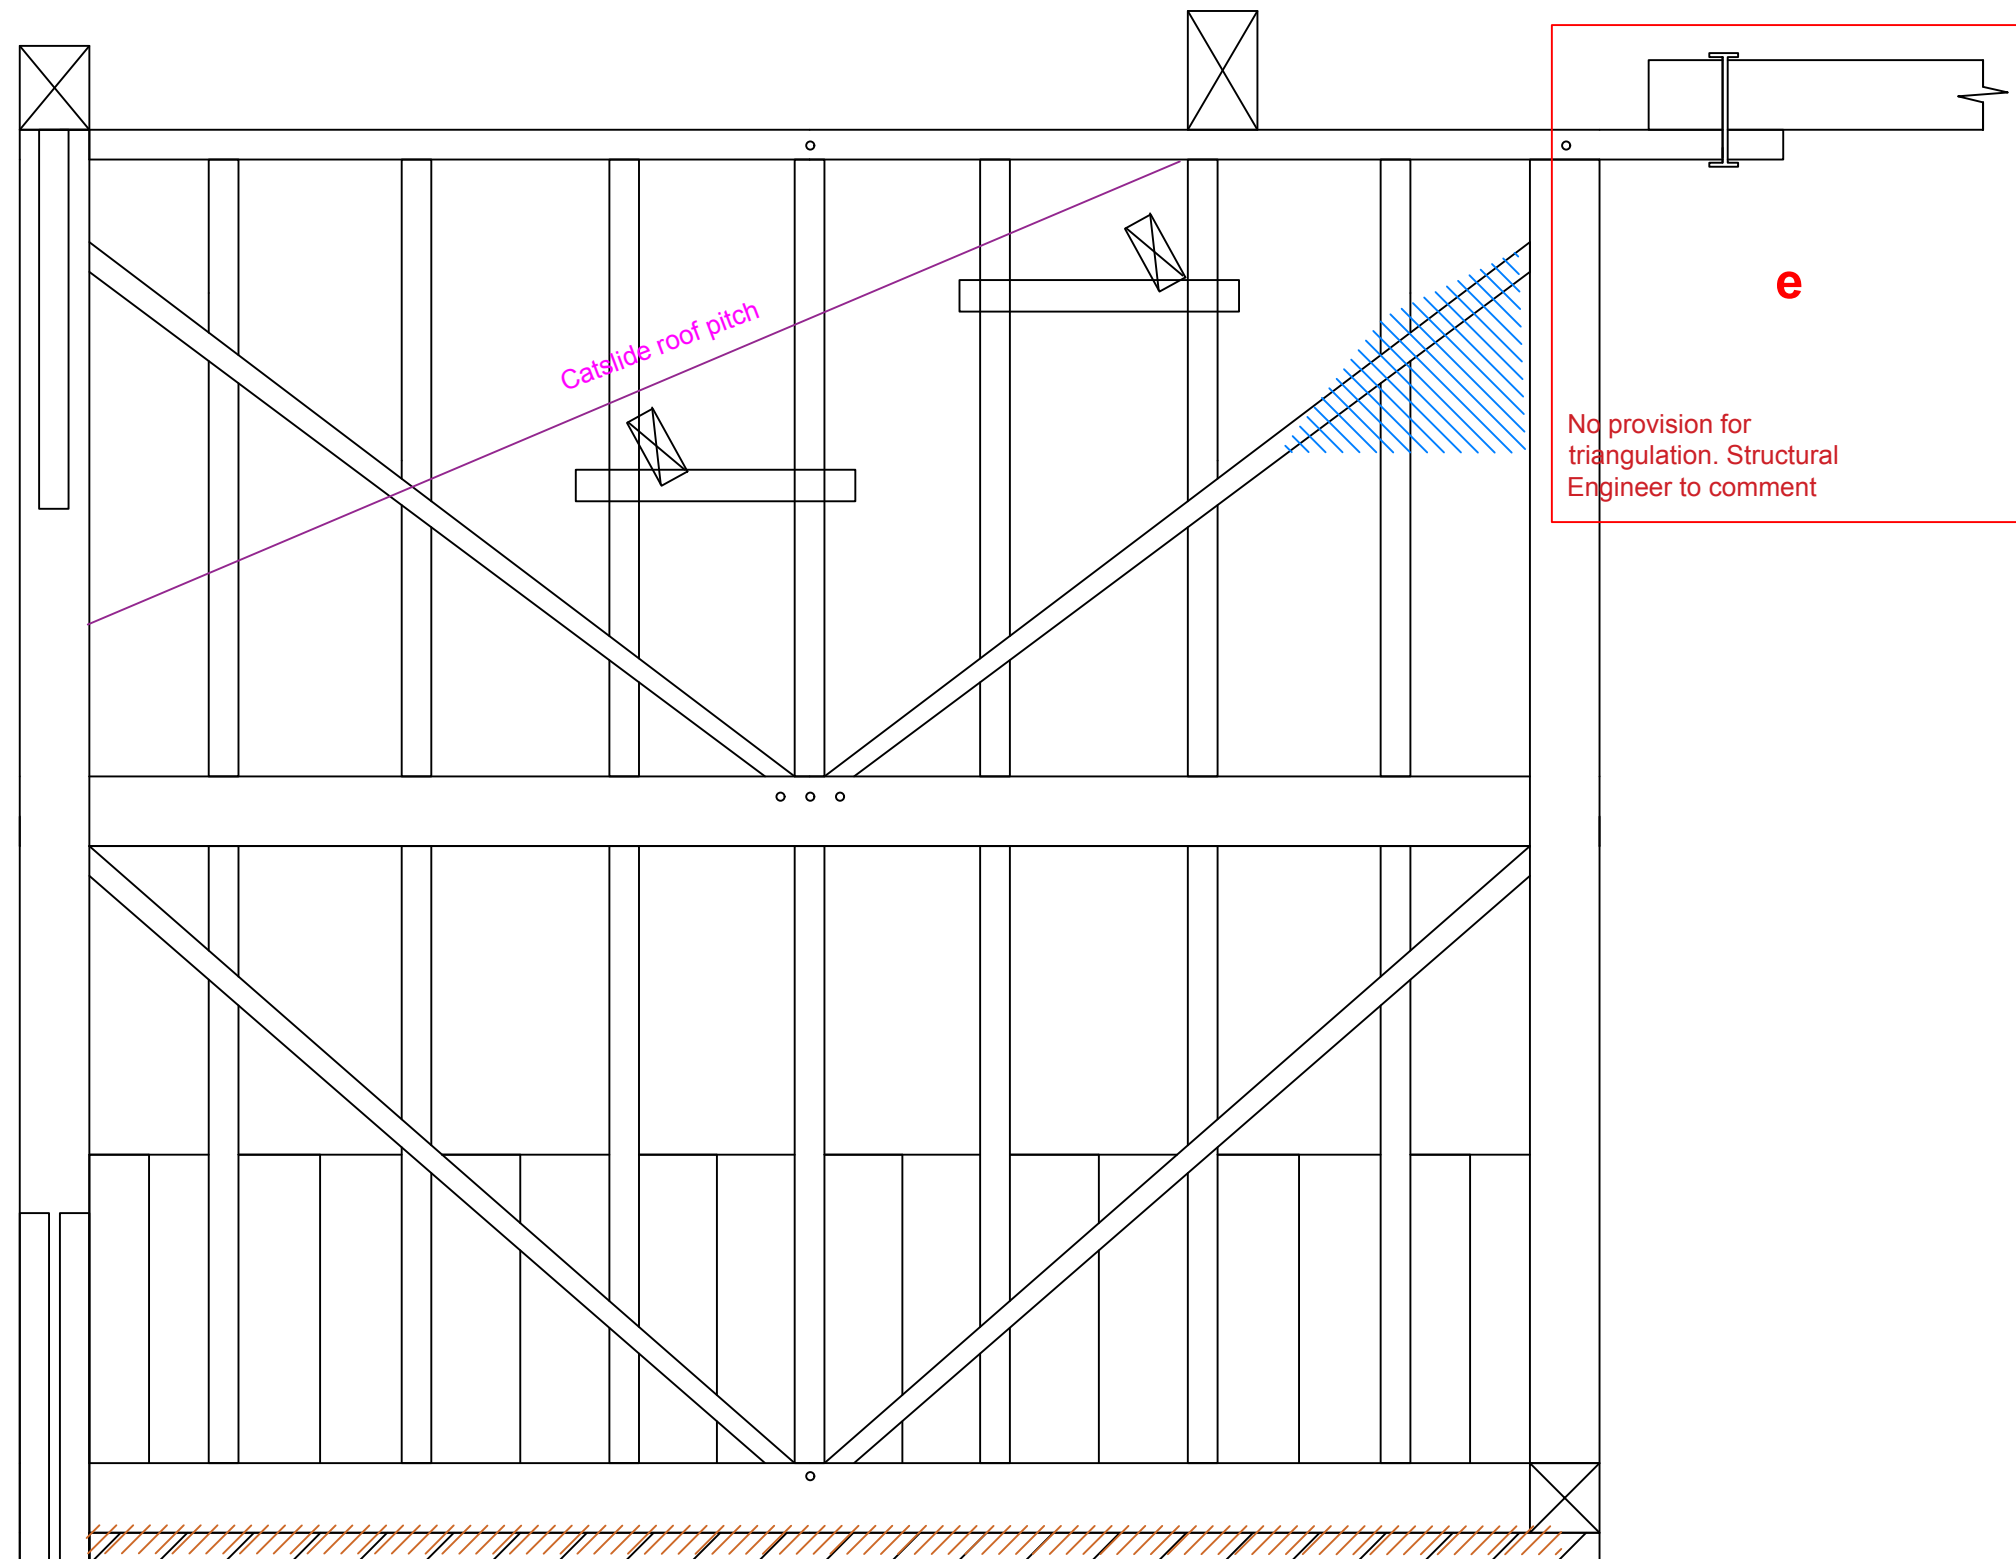 e
Catslide roof pitch
No provision for
triangulation. Structural
Engineer to comment